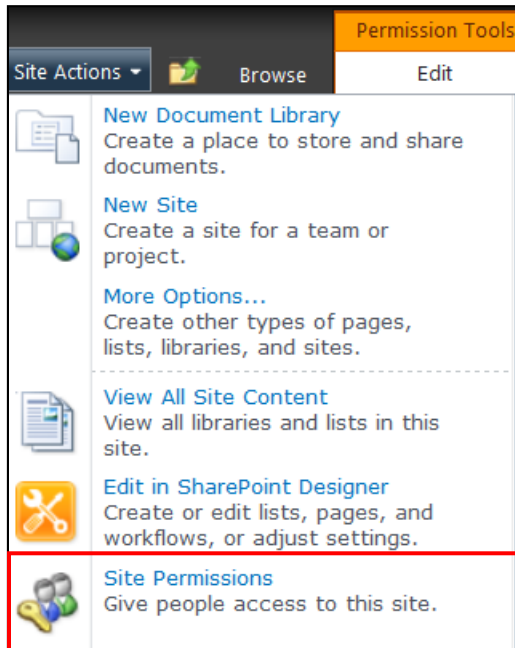 Permission Tools
Site Actions
Browse
Edit
New Document Library
Create a place to store and share
documents.
New Site
Create a site for a team or
project.
More Options...
Create other types of pages,
lists, libraries, and sites.
View All Site Content
View all libraries and lists in this
site.
Edit in SharePoint Designer
Create or edit lists, pages, and
workflows, or adjust settings.
Site Permissions
Give people access to this site.